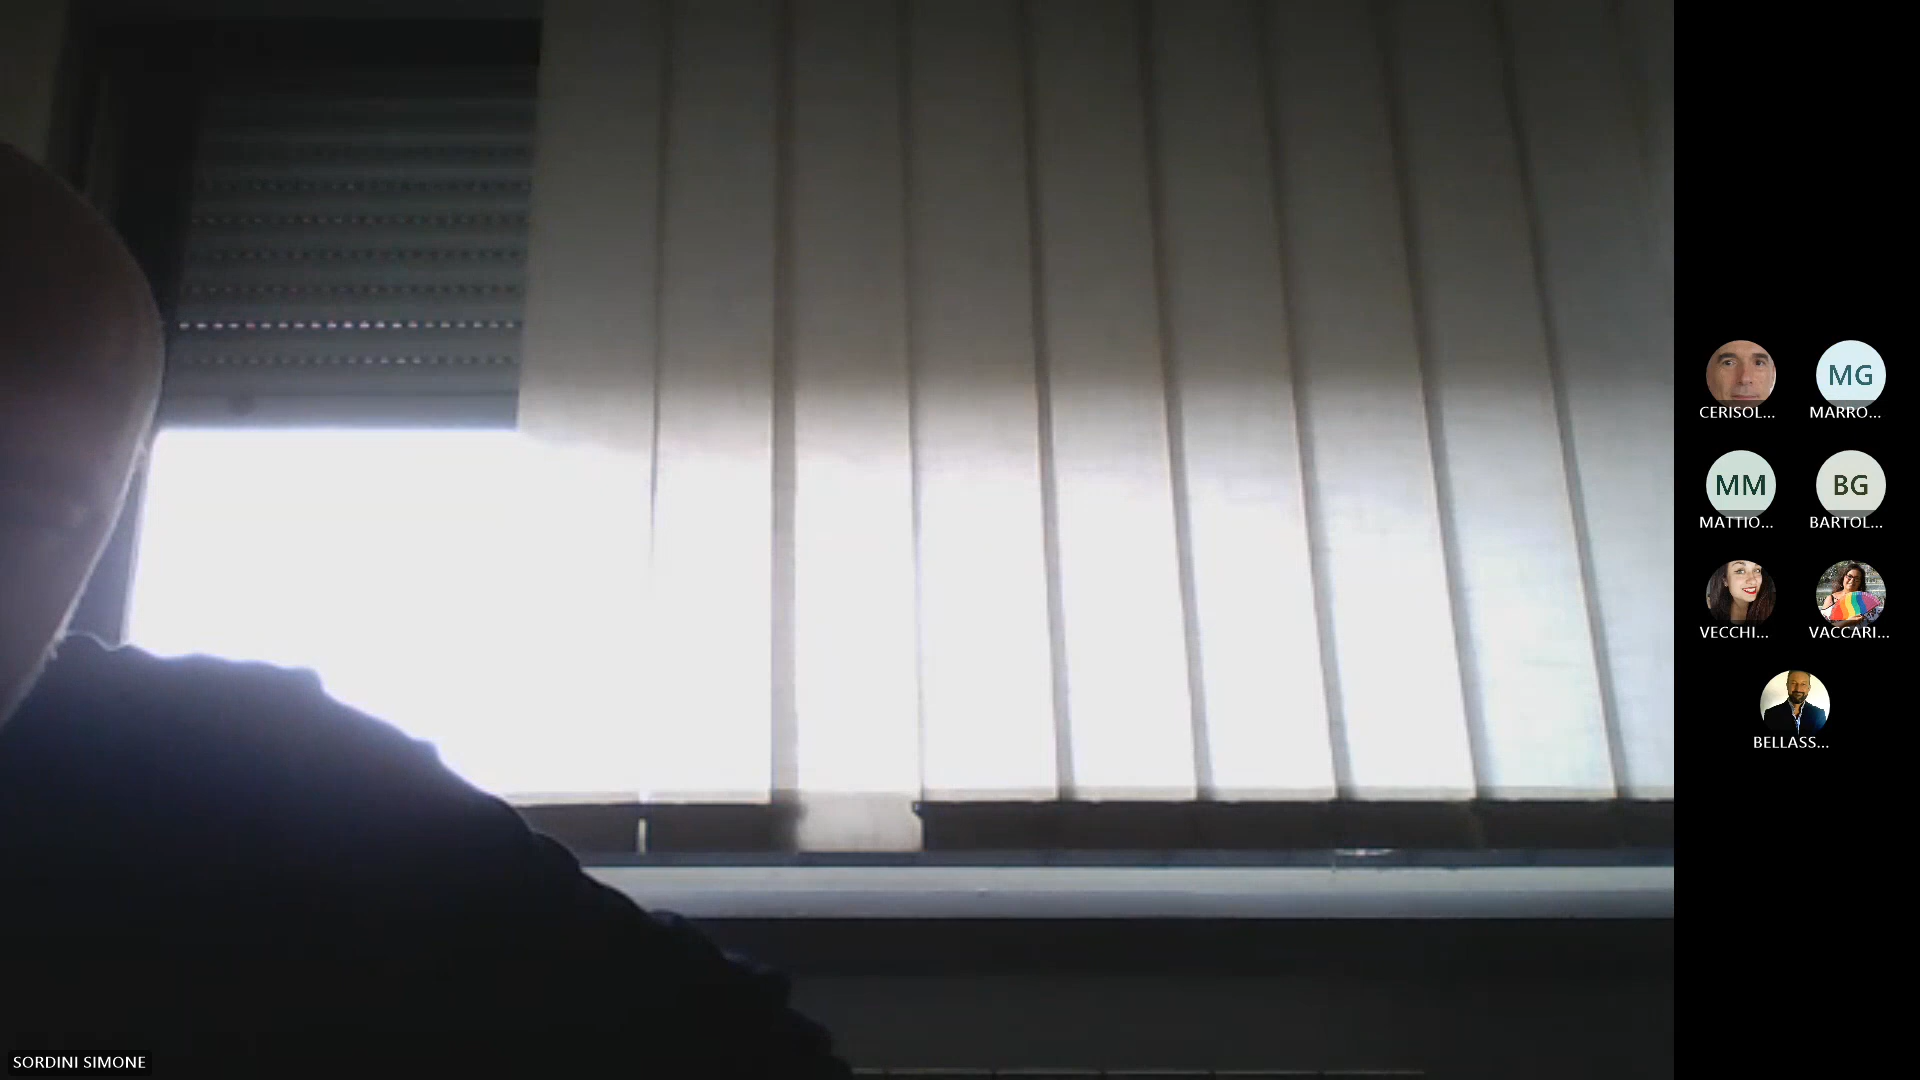 CERISOL...
MG
MARRO...
MM
MATTIO...
BG
BARTOL...
VECCHI...
VACCARI...
BELLASS...
SORDINI SIMONE